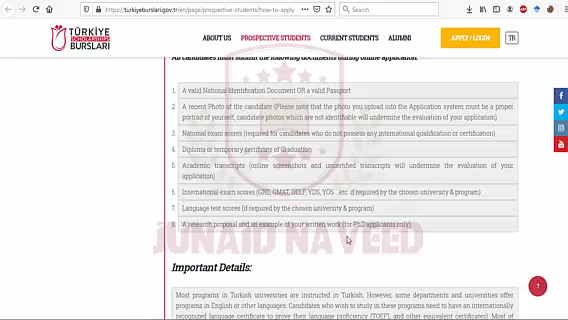 https://turkiyeburslari.gov.tr/en/page/prospective-students/how-to-apply
Search
TÜRKİYE
SCHOLARSHIPS
BURSLARI
ABOUT US
PROSPECTIVE STUDENTS
CURRENT STUDENTS
ALUMNI
APPLY / LOGIN
TR
All candidates must submit the following documents during online application:
1. A valid National Identification Document OR a valid Passport
2. A recent Photo of the candidate (Please note that the photo you upload into the Application system must be a proper
portrait of yourself, candidate photos which are not identifiable will undermine the evaluation of your application)
3. National exam scores (required for candidates who do not possess any international qualification or certification)
4. Diploma or temporary certificate of Graduation
5. Academic transcripts (online screenshots and uncertified transcripts will undermine the evaluation of your
application)
6. International exam scores (GRE, GMAT, DELF, YDS, YOS ...etc. if required by the chosen university & program)
7. Language test scores (if required by the chosen university & program)
8. A research proposal and an example of your written work (for PhD applicants only)
JUNAID NAVEED
Important Details:
Most programs in Turkish universities are instructed in Turkish. However, some departments and universities offer
programs in English or other languages. Candidates who wish to study in these programs need to have an internationally
recognized language certificate to prove their language proficiency (TOEFL and other equivalent certificates). Most of